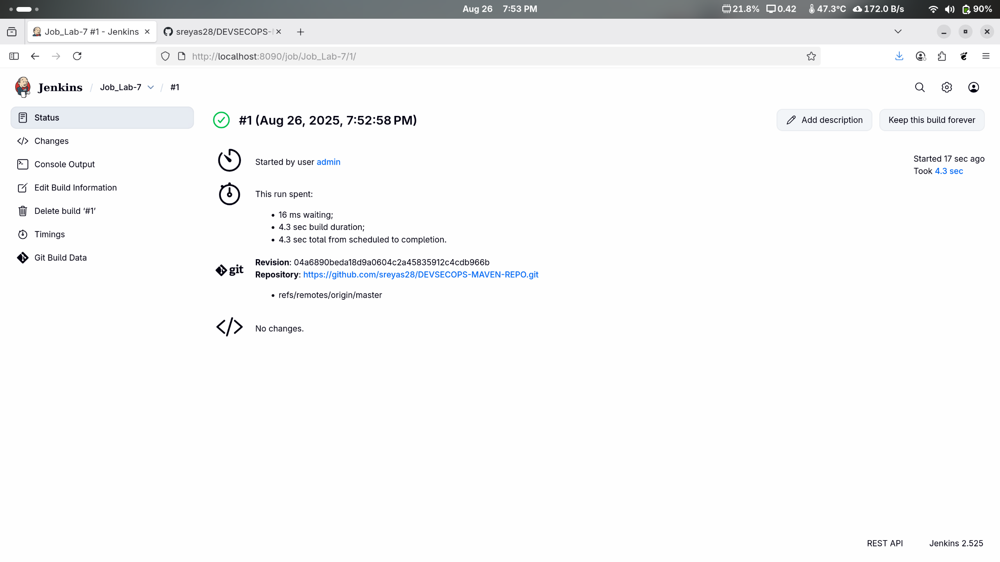 Aug 26 7:53 PM
21.8% 0.42 47.3°C 172.0 B/s 90%
Job_Lab-7 #1 - Jenkins
sreyas28/DEVSECOPS-
http://localhost:8090/job/Job_Lab-7/1/
Jenkins / Job_Lab-7 / #1
Status
Changes
Console Output
Edit Build Information
Delete build ‘#1’
Timings
Git Build Data
#1 (Aug 26, 2025, 7:52:58 PM)
Add description
Keep this build forever
Started by user admin
Started 17 sec ago
Took 4.3 sec
This run spent:
• 16 ms waiting;
• 4.3 sec build duration;
• 4.3 sec total from scheduled to completion.
git
Revision: 04a6890beda18d9a0604c2a45835912c4cdb966b
Repository: https://github.com/sreyas28/DEVSECOPS-MAVEN-REPO.git
• refs/remotes/origin/master
No changes.
REST API
Jenkins 2.525